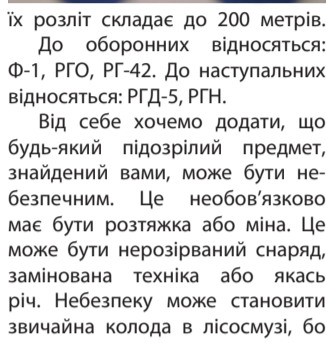 їх розліт складає до 200 метрів.
До оборонних відносяться:
Ф-1, РГО, РГ-42. До наступальних
відносяться: РГД-5, РГН.
Від себе хочемо додати, що
будь-який підозрілий предмет,
знайдений вами, може бути не-
безпечним. Це необов’язково
має бути розтяжка або міна. Це
може бути нерозірваний снаряд,
замінована техніка або якась
річ. Небезпеку може становити
звичайна колода в лісосмузі, бо